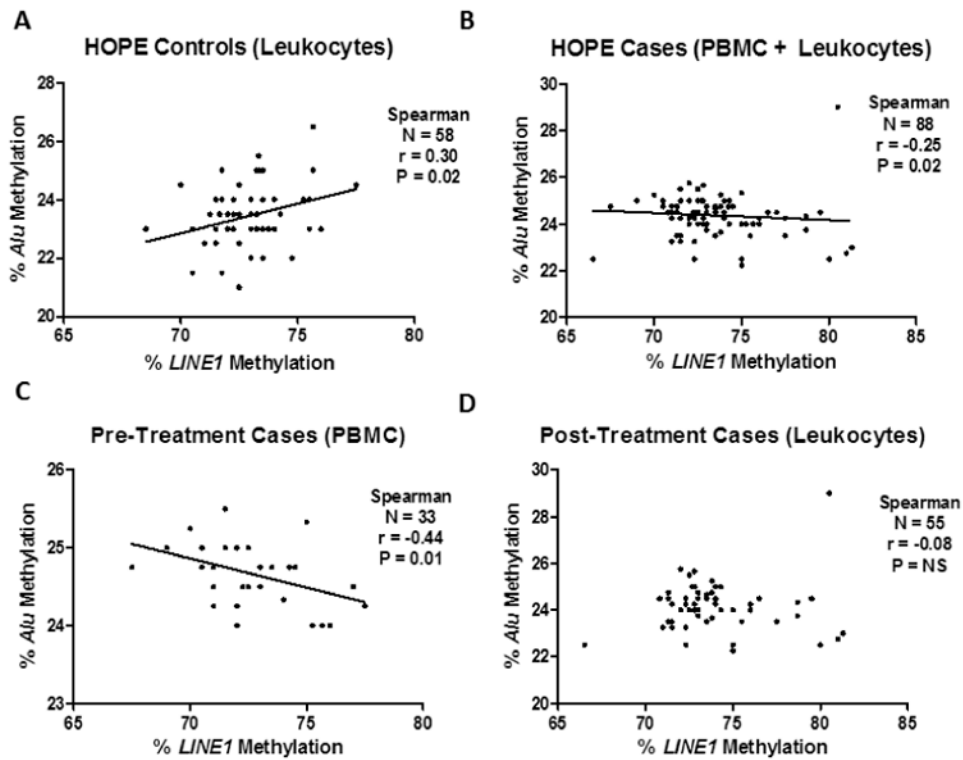 A
HOPE Controls (Leukocytes)
28
26
24
22
20
65
70
75
80
% Alu Methylation
% LINE1 Methylation
Spearman
N = 58
r = 0.30
P = 0.02
B
HOPE Cases (PBMC + Leukocytes)
30
28
26
24
22
20
65
70
75
80
85
% Alu Methylation
% LINE1 Methylation
Spearman
N = 88
r = -0.25
P = 0.02
C
Pre-Treatment Cases (PBMC)
26
25
24
23
65
70
75
80
% Alu Methylation
% LINE1 Methylation
Spearman
N = 33
r = -0.44
P = 0.01
D
Post-Treatment Cases (Leukocytes)
30
28
26
24
22
20
65
70
75
80
85
% Alu Methylation
% LINE1 Methylation
Spearman
N = 55
r = -0.08
P = NS